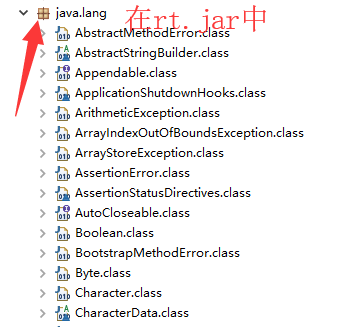 java.lang
在rt.jar中
AbstractMethodError.class
AbstractStringBuilder.class
Appendable.class
ApplicationShutdownHooks.class
ArithmeticException.class
ArrayIndexOutOfBoundsException.class
ArrayStoreException.class
AssertionError.class
AssertionStatusDirectives.class
AutoCloseable.class
Boolean.class
BootstrapMethodError.class
Byte.class
Character.class
CharacterData.class